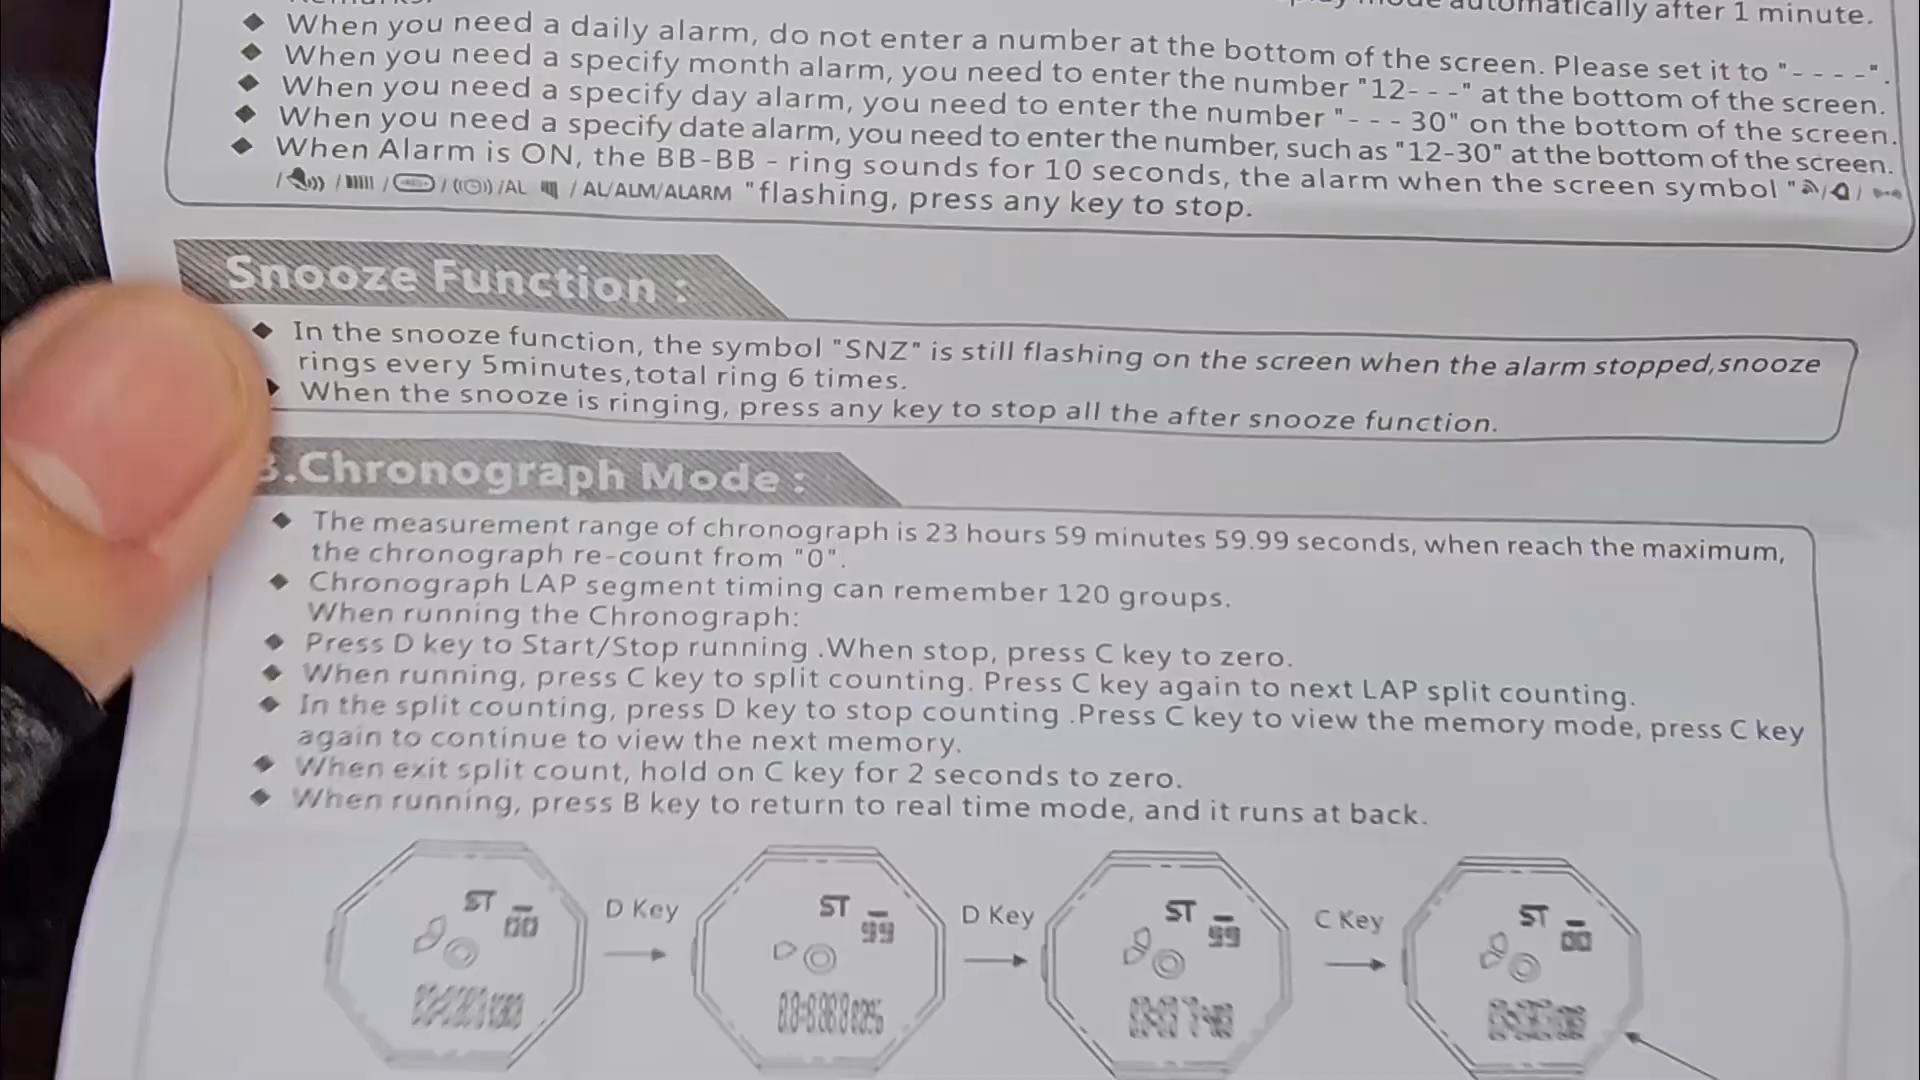 automatically after 1 minute.
◆ When you need a daily alarm, do not enter a number at the bottom of the screen. Please set it to "- - - -".
◆ When you need a specify month alarm, you need to enter the number "12- - -" at the bottom of the screen.
◆ When you need a specify day alarm, you need to enter the number "- - - 30" on the bottom of the screen.
◆ When you need a specify date alarm, you need to enter the number, such as "12-30" at the bottom of the screen.
◆ When Alarm is ON, the BB-BB - ring sounds for 10 seconds, the alarm when the screen symbol "
/AL / AL/ALM/ALARM "flashing, press any key to stop.
Snooze Function :
◆ In the snooze function, the symbol "SNZ" is still flashing on the screen when the alarm stopped,snooze
rings every 5minutes,total ring 6 times.
◆ When the snooze is ringing, press any key to stop all the after snooze function.
.Chronograph Mode :
◆ The measurement range of chronograph is 23 hours 59 minutes 59.99 seconds, when reach the maximum,
the chronograph re-count from "0".
◆ Chronograph LAP segment timing can remember 120 groups.
When running the Chronograph:
◆ Press D key to Start/Stop running .When stop, press C key to zero.
◆ When running, press C key to split counting. Press C key again to next LAP split counting.
◆ In the split counting, press D key to stop counting .Press C key to view the memory mode, press C key
again to continue to view the next memory.
◆ When exit split count, hold on C key for 2 seconds to zero.
◆ When running, press B key to return to real time mode, and it runs at back.
ST 00 D Key ST 99 D Key ST 99 C Key ST 00